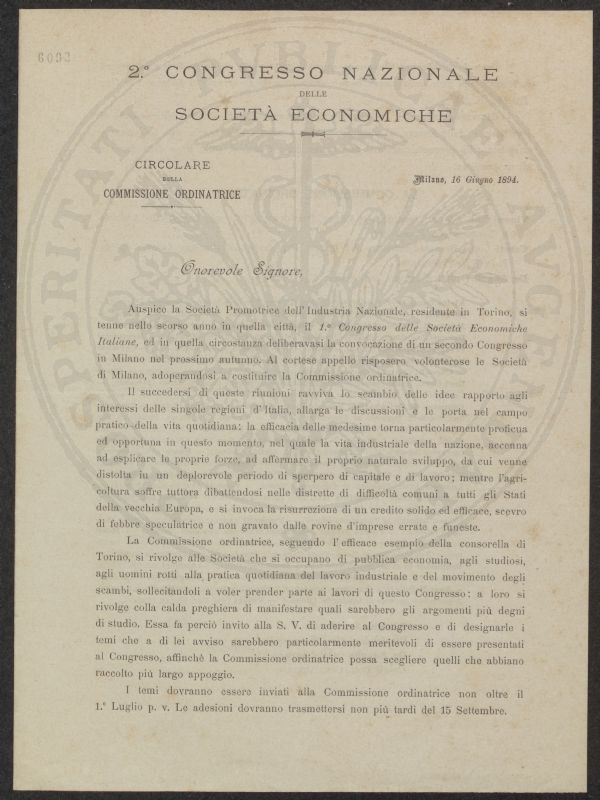 6093
2.° CONGRESSO NAZIONALE
DELLE
SOCIETÀ ECONOMICHE
CIRCOLARE
DELLA
COMMISSIONE ORDINATRICE
Milano, 16 Giugno 1894.
Onorevole Signore,
Auspice la Società Promotrice dell'Industria Nazionale, residente in Torino, si
tenne nello scorso anno in quella città, il 1.° Congresso delle Società Economiche
Italiane, ed in quella circostanza deliberavasi la convocazione di un secondo Congresso
in Milano nel prossimo autunno. Al cortese appello risposero volonterose le Società
di Milano, adoperandosi a costituire la Commissione ordinatrice.
Il succedersi di queste riunioni ravviva lo scambio delle idee rapporto agli
interessi delle singole regioni d'Italia, allarga le discussioni e le porta nel campo
pratico della vita quotidiana: la efficacia delle medesime torna particolarmente proficua
ed opportuna in questo momento, nel quale la vita industriale della nazione, accenna
ad esplicare le proprie forze, ad affermare il proprio naturale sviluppo, da cui venne
distolta in un deplorevole periodo di sperpero di capitale e di lavoro; mentre l'agri-
coltura soffre tuttora dibattendosi nelle distrette di difficoltà comuni a tutti gli Stati
della vecchia Europa, e si invoca la risurrezione di un credito solido ed efficace, scevro
di febbre speculatrice e non gravato dalle rovine d'imprese errate e funeste.
La Commissione ordinatrice, seguendo l'efficace esempio della consorella di
Torino, si rivolge alle Società che si occupano di pubblica economia, agli studiosi,
agli uomini rotti alla pratica quotidiana del lavoro industriale e del movimento degli
scambi, sollecitandoli a voler prender parte ai lavori di questo Congresso: a loro si
rivolge colla calda preghiera di manifestare quali sarebbero gli argomenti più degni
di studio. Essa fa perciò invito alla S. V. di aderire al Congresso e di designarle i
temi che a di lei avviso sarebbero particolarmente meritevoli di essere presentati
al Congresso, affinchè la Commissione ordinatrice possa scegliere quelli che abbiano
raccolto più largo appoggio.
I temi dovranno essere inviati alla Commissione ordinatrice non oltre il
1.° Luglio p. v. Le adesioni dovranno trasmettersi non più tardi del 15 Settembre.